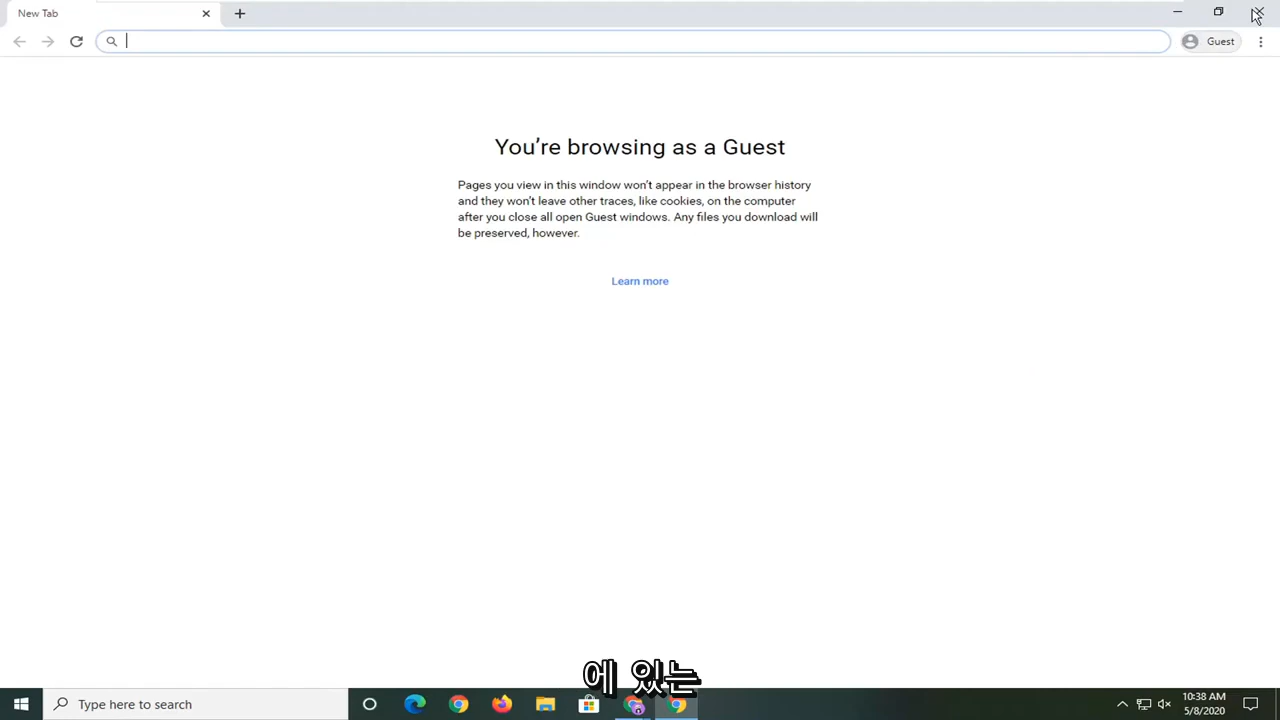 New Tab
Guest
You're browsing as a Guest
Pages you view in this window won't appear in the browser history
and they won't leave other traces, like cookies, on the computer
after you close all open Guest windows. Any files you download will
be preserved, however.
Learn more
에 있는
Type here to search
10:38 AM
5/8/2020